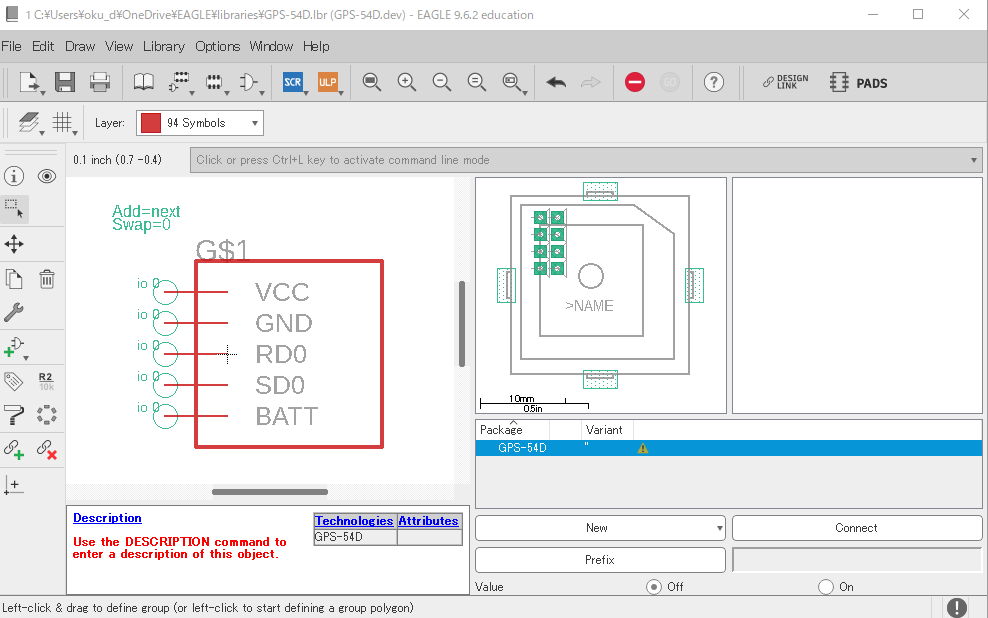 1 C:¥Users¥oku_d¥OneDrive¥EAGLE¥libraries¥GPS-54D.lbr (GPS-54D.dev) - EAGLE 9.6.2 education
File Edit Draw View Library Options Window Help
SCR ULP DESIGN LINK PADS
Layer: 94 Symbols
0.1 inch (0.7 -0.4) Click or press Ctrl+L key to activate command line mode
Add=next
Swap=0
G$1
io 0 VCC
io 0 GND
io 0 RD0
io 0 SD0
io 0 BATT
R2
10k
>NAME
10mm
0.5in
Package Variant
GPS-54D ''
Description
Use the DESCRIPTION command to
enter a description of this object.
Technologies Attributes
GPS-54D
New Connect
Prefix
Value Off On
Left-click & drag to define group (or left-click to start defining a group polygon)